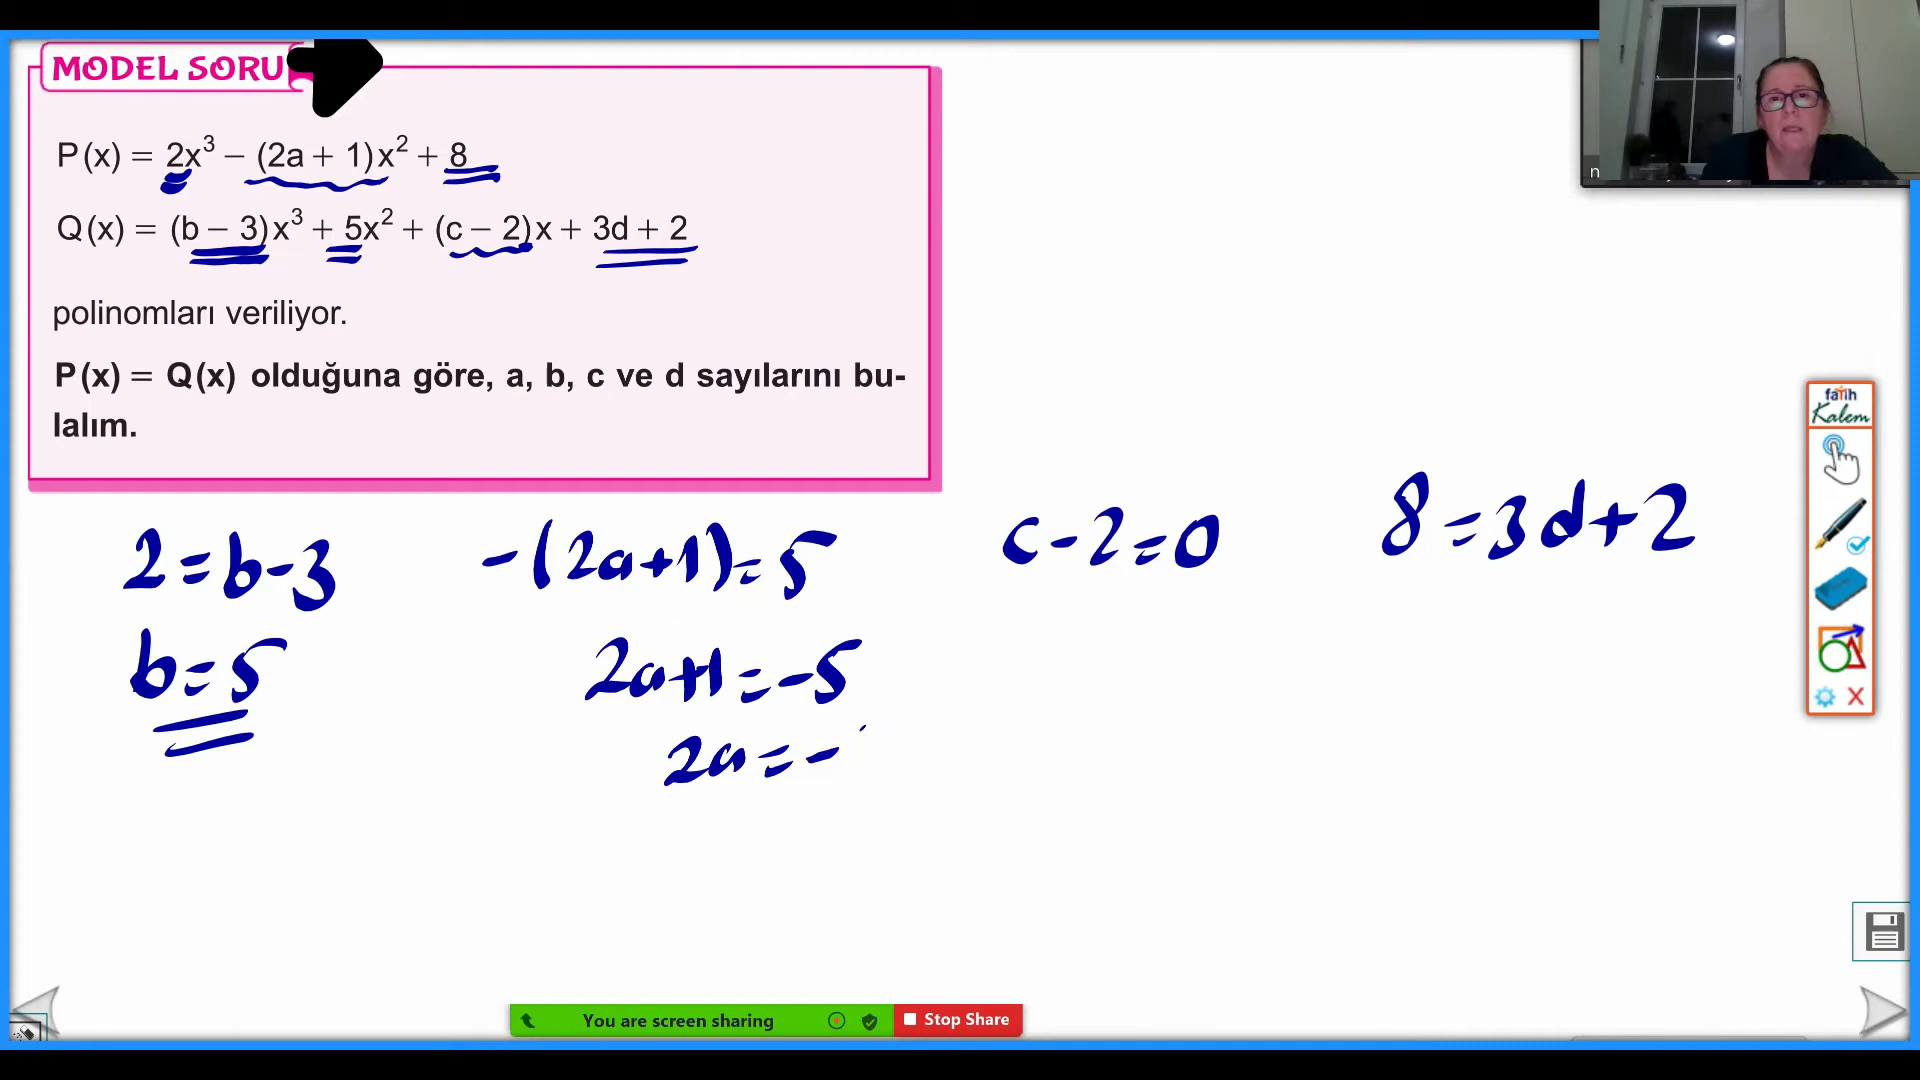 MODEL SORU
P(x) = 2x³ − (2a + 1)x² + 8
Q(x) = (b − 3)x³ + 5x² + (c − 2)x + 3d + 2
polinomları veriliyor.
P(x) = Q(x) olduğuna göre, a, b, c ve d sayılarını bu-
lalım.
2=b-3
b=5
-(2a+1)=5
2a+1=-5
2a=-
c-2=0
8=3d+2
fatih
Kalem
You are screen sharing
Stop Share